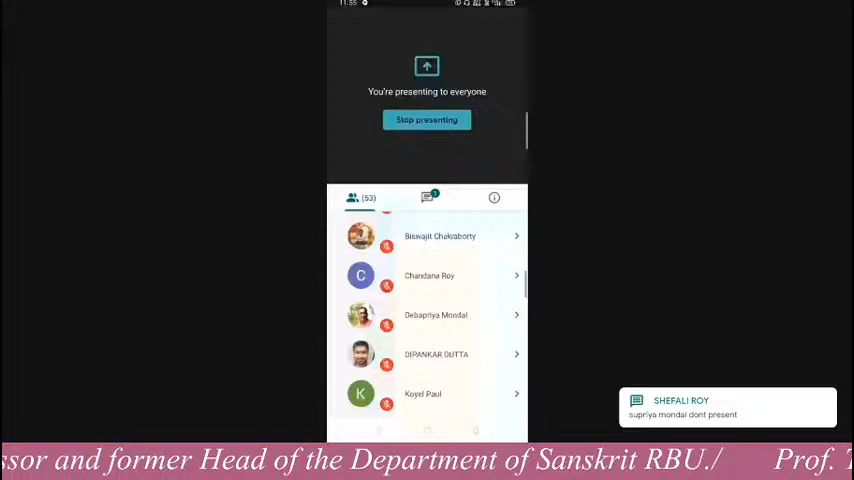 11:55
You're presenting to everyone
Stop presenting
(53)
1
Biswajit Chakraborty
C
Chandana Roy
Debapriya Mondal
DIPANKAR DUTTA
K
Koyel Paul
SHEFALI ROY
supriya mondal dont present
ssor and former Head of the Department of Sanskrit RBU./ Prof. T